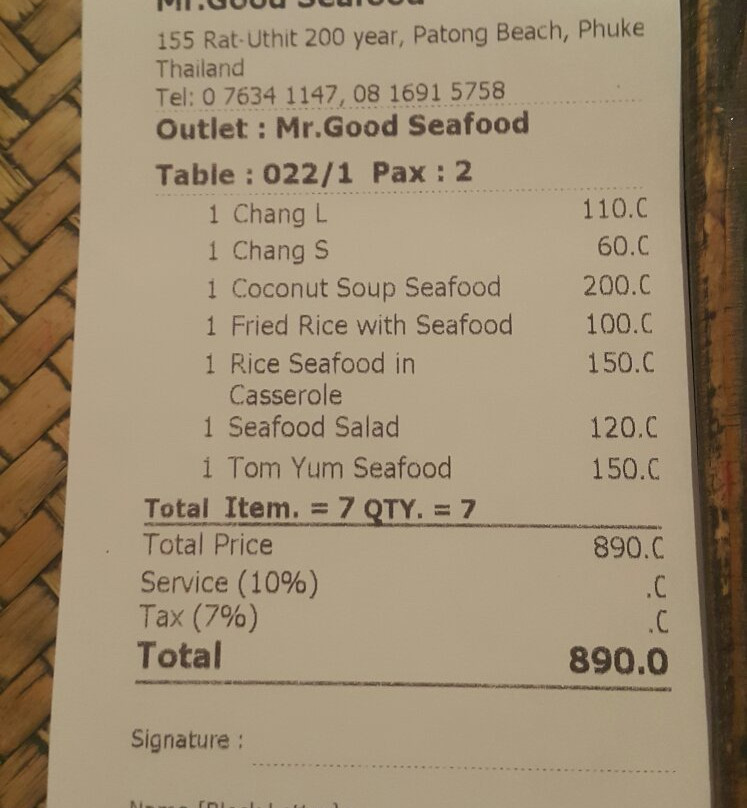 Mr.Good Seafood
155 Rat-Uthit 200 year, Patong Beach, Phuke
Thailand
Tel: 0 7634 1147, 08 1691 5758
Outlet : Mr.Good Seafood
Table : 022/1 Pax : 2
1 Chang L 110.C
1 Chang S 60.C
1 Coconut Soup Seafood 200.C
1 Fried Rice with Seafood 100.C
1 Rice Seafood in 150.C
Casserole
1 Seafood Salad 120.C
1 Tom Yum Seafood 150.C
Total Item. = 7 QTY. = 7
Total Price 890.C
Service (10%) .C
Tax (7%) .C
Total 890.0
Signature :